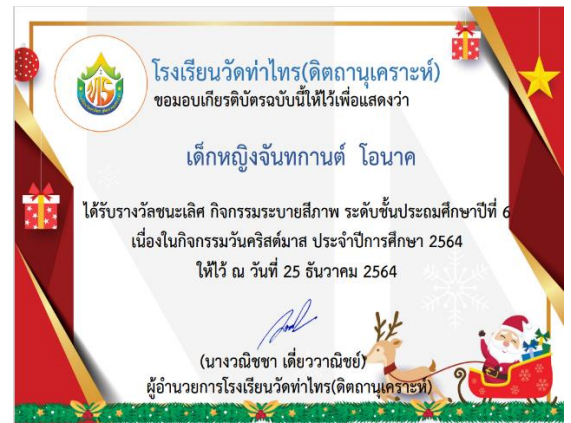 โรงเรียนวัดท่าไทร(ดิตถานุเคราะห์)
ขอมอบเกียรติบัตรฉบับนี้ให้ไว้เพื่อแสดงว่า
เด็กหญิงจันทกานต์ โอนาค
ได้รับรางวัลชนะเลิศ กิจกรรมระบายสีภาพ ระดับชั้นประถมศึกษาปีที่ 6
เนื่องในกิจกรรมวันคริสต์มาส ประจำปีการศึกษา 2564
ให้ไว้ ณ วันที่ 25 ธันวาคม 2564
(นางวณิชชา เดี่ยววาณิชย์)
ผู้อำนวยการโรงเรียนวัดท่าไทร(ดิตถานุเคราะห์)